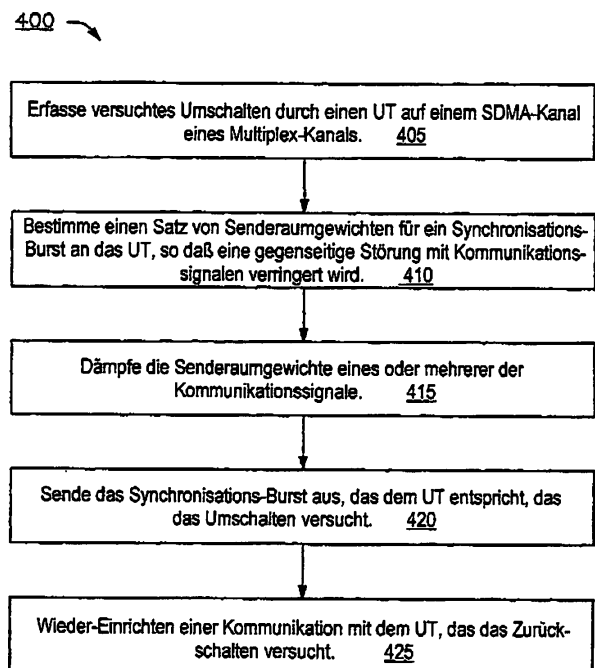 400
Erfasse versuchtes Umschalten durch einen UT auf einem SDMA-Kanal
eines Multiplex-Kanals. 405
Bestimme einen Satz von Senderaumgewichten für ein Synchronisations-
Burst an das UT, so daß eine gegenseitige Störung mit Kommunikations-
signalen verringert wird. 410
Dämpfe die Senderaumgewichte eines oder mehrerer der
Kommunikationssignale. 415
Sende das Synchronisations-Burst aus, das dem UT entspricht, das
das Umschalten versucht. 420
Wieder-Einrichten einer Kommunikation mit dem UT, das das Zurück-
schalten versucht. 425